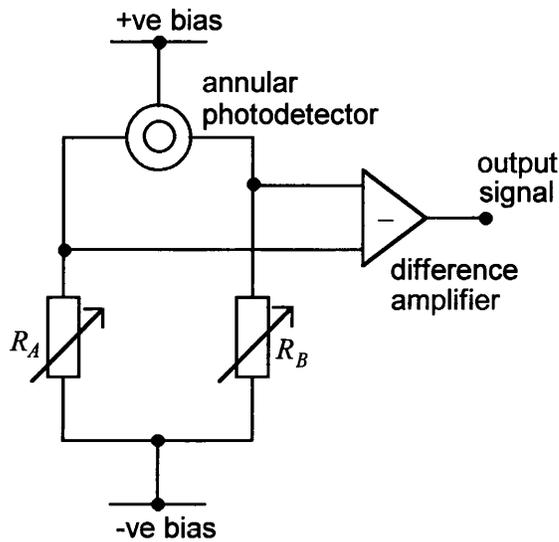 +ve bias
annular
photodetector
output
signal
−
difference
amplifier
R_A
R_B
-ve bias